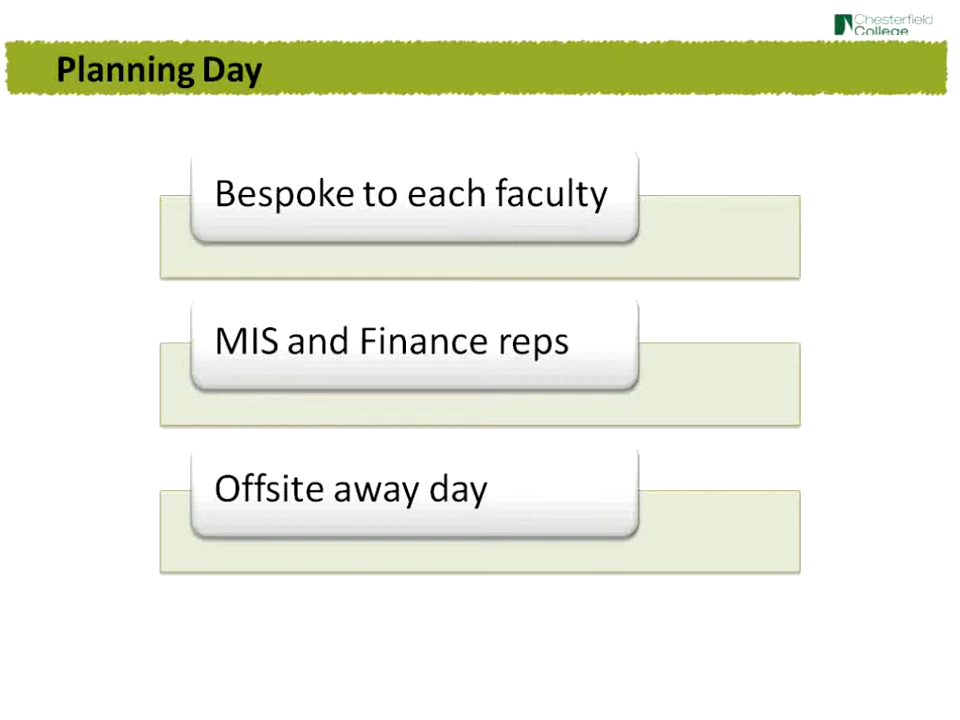 Chesterfield
College
Planning Day
Bespoke to each faculty
MIS and Finance reps
Offsite away day